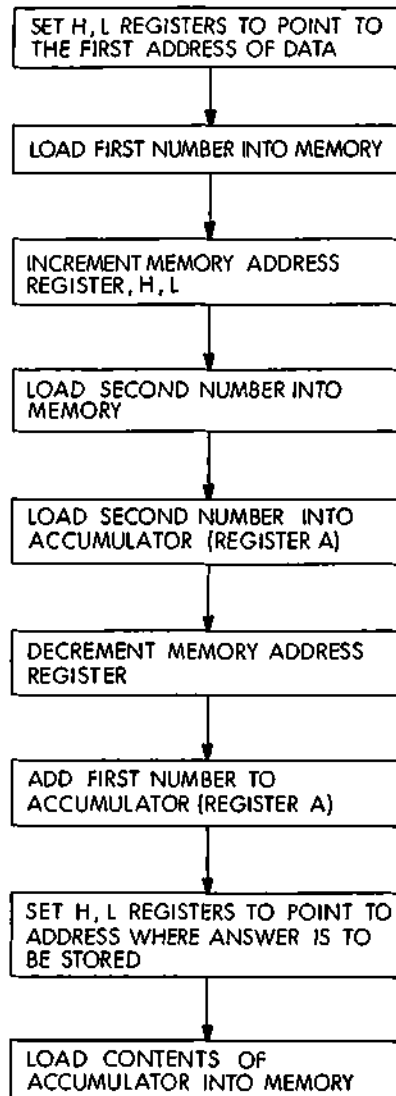 SET H, L REGISTERS TO POINT TO
THE FIRST ADDRESS OF DATA
LOAD FIRST NUMBER INTO MEMORY
INCREMENT MEMORY ADDRESS
REGISTER, H, L
LOAD SECOND NUMBER INTO
MEMORY
LOAD SECOND NUMBER INTO
ACCUMULATOR (REGISTER A)
DECREMENT MEMORY ADDRESS
REGISTER
ADD FIRST NUMBER TO
ACCUMULATOR (REGISTER A)
SET H, L REGISTERS TO POINT TO
ADDRESS WHERE ANSWER IS TO
BE STORED
LOAD CONTENTS OF
ACCUMULATOR INTO MEMORY